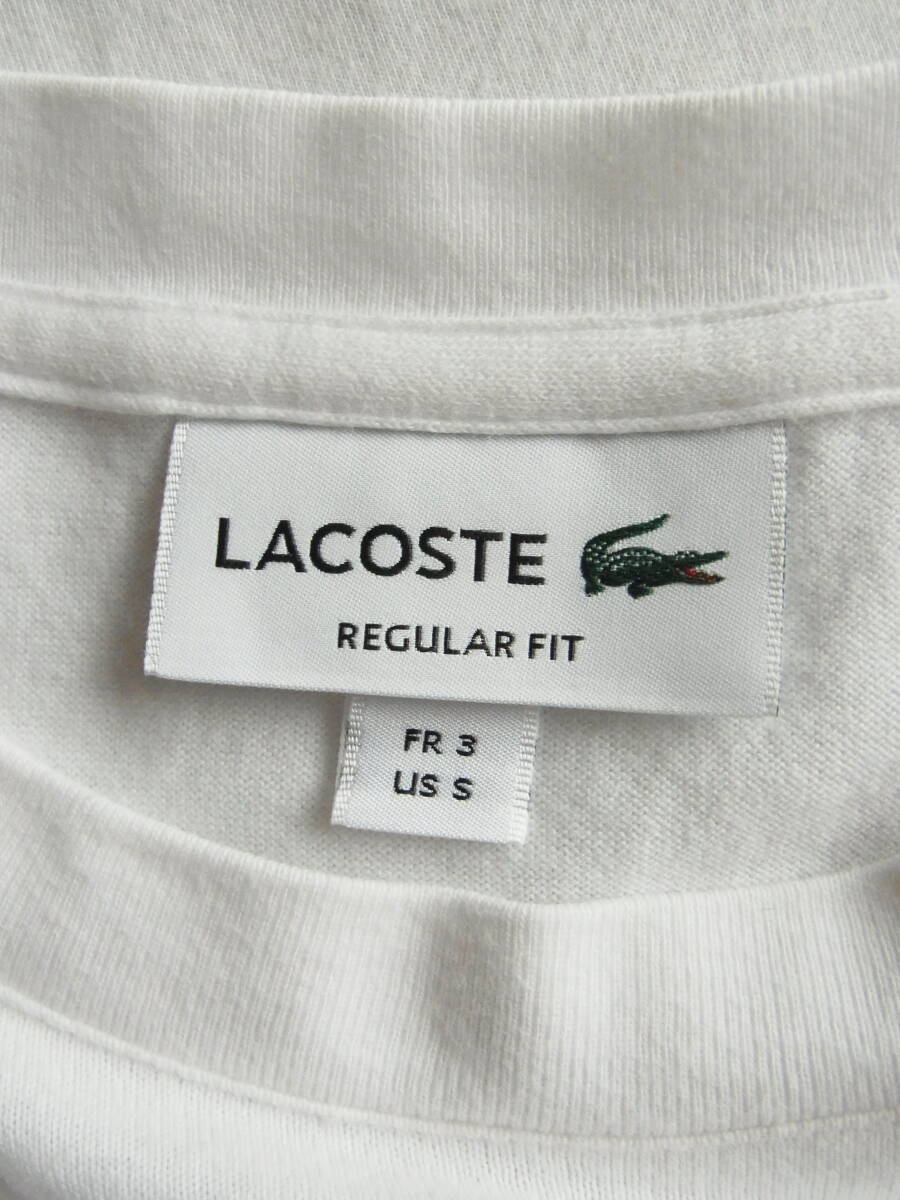 LACOSTE
REGULAR FIT
FR 3
US S